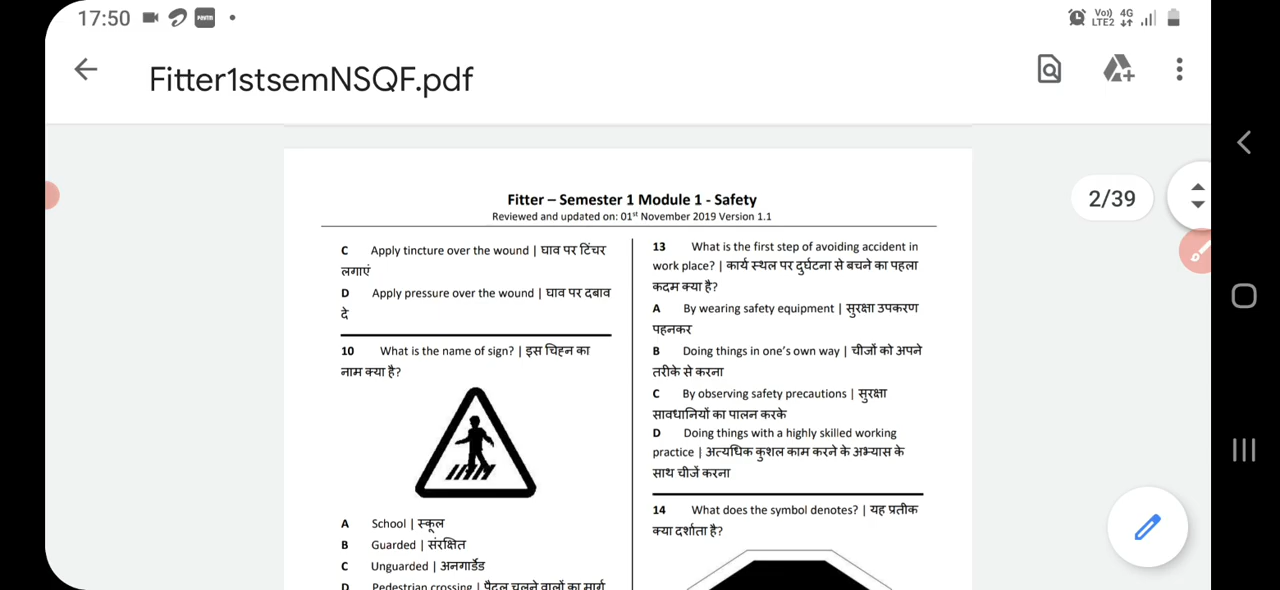 17:50
Vo))
LTE2
4G
Fitter1stsemNSQF.pdf
2/39
Fitter – Semester 1 Module 1 - Safety
Reviewed and updated on: 01st November 2019 Version 1.1
C Apply tincture over the wound | घाव पर टिंचर
लगाएं
D Apply pressure over the wound | घाव पर दबाव
दे
10 What is the name of sign? | इस चिह्न का
नाम क्या है?
A School | स्कूल
B Guarded | संरक्षित
C Unguarded | अनगार्डेड
D Pedestrian crossing | पैदल चलने वालों का मार्ग
13 What is the first step of avoiding accident in
work place? | कार्य स्थल पर दुर्घटना से बचने का पहला
कदम क्या है?
A By wearing safety equipment | सुरक्षा उपकरण
पहनकर
B Doing things in one’s own way | चीजों को अपने
तरीके से करना
C By observing safety precautions | सुरक्षा
सावधानियों का पालन करके
D Doing things with a highly skilled working
practice | अत्यधिक कुशल काम करने के अभ्यास के
साथ चीजें करना
14 What does the symbol denotes? | यह प्रतीक
क्या दर्शाता है?